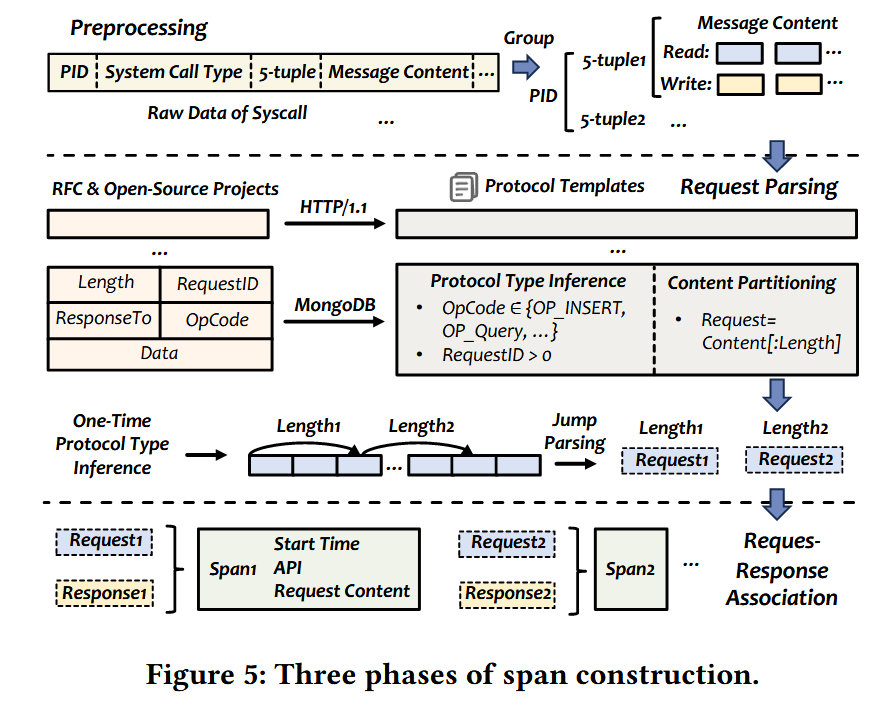 Preprocessing
Message Content
Group
PID System Call Type 5-tuple Message Content ...
5-tuple1
Read: ...
Write: ...
PID
Raw Data of Syscall
...
5-tuple2 ...
RFC & Open-Source Projects
Protocol Templates
Request Parsing
HTTP/1.1
...
...
Length RequestID
ResponseTo OpCode
Data
MongoDB
Protocol Type Inference
• OpCode ∈ {OP_INSERT,
OP_Query, ... }
• RequestID > 0
Content Partitioning
• Request=
Content[:Length]
One-Time
Protocol Type
Inference
Length1 Length2
...
Jump
Parsing
Length1 Length2
Request1 Request2
Request1
Response1
Span1
Start Time
API
Request Content
Request2
Response2
Span2
...
Reques-
Response
Association
Figure 5: Three phases of span construction.